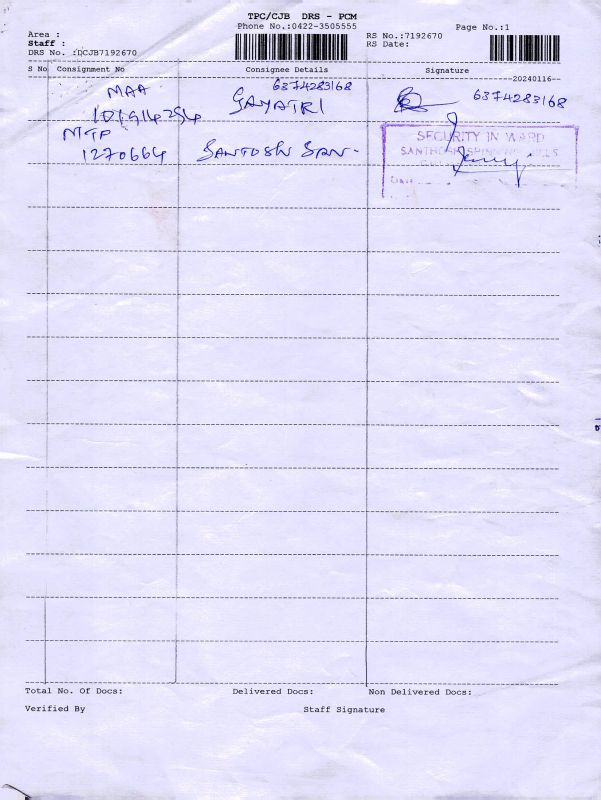 TPC/CJB DRS - PCM
Phone No.:0422-3505555
Page No.:1
Area :
Staff :
DRS No. :DCJB7192670
RS No.:7192670
RS Date:
S No Consignment No Consignee Details Signature
--20240116--
MAA
6374283168
GAYATRI
6374283168
MTP
1270664
SANTOSH
SECURITY IN WARD
Total No. Of Docs: Delivered Docs: Non Delivered Docs:
Verified By Staff Signature